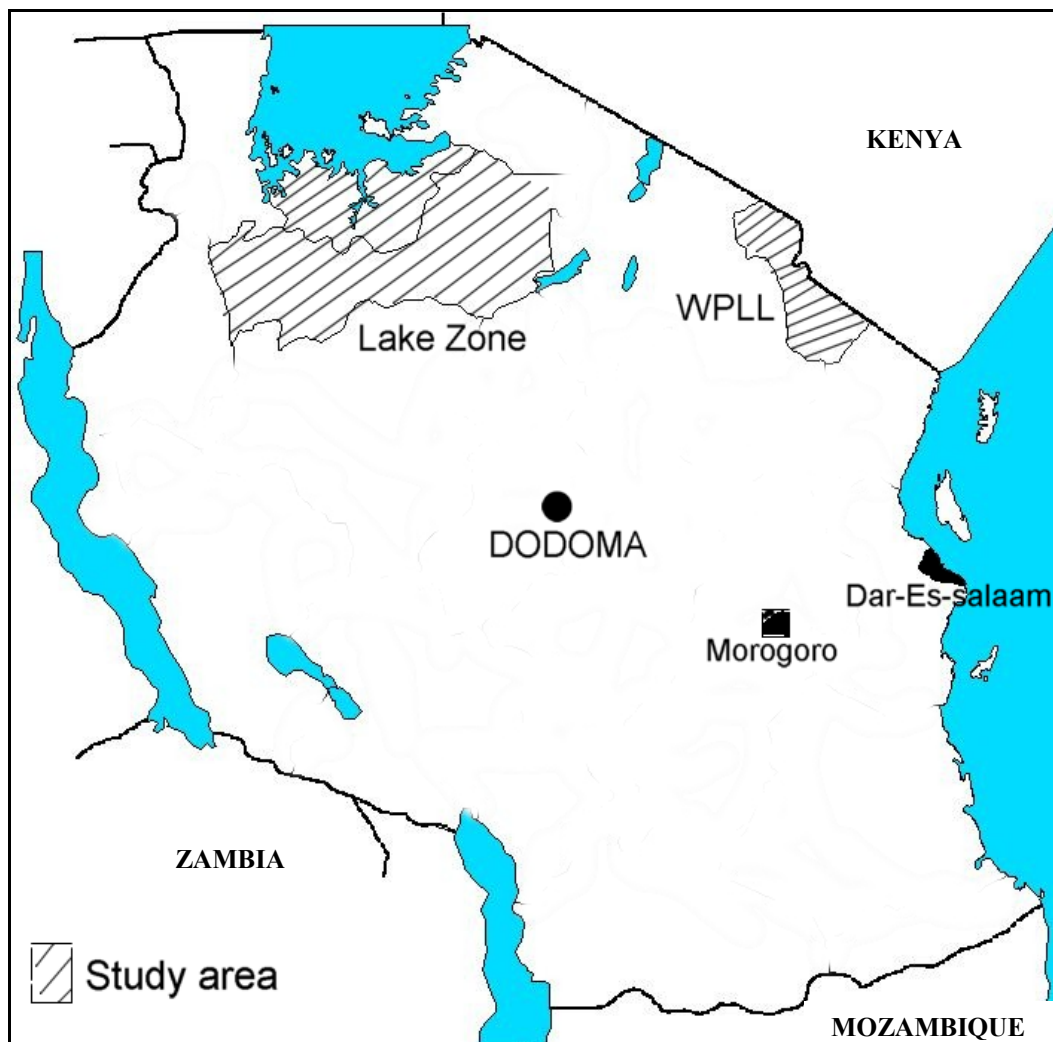 KENYA
WPLL
Lake Zone
DODOMA
Dar-Es-salaam
Morogoro
ZAMBIA
Study area
MOZAMBIQUE